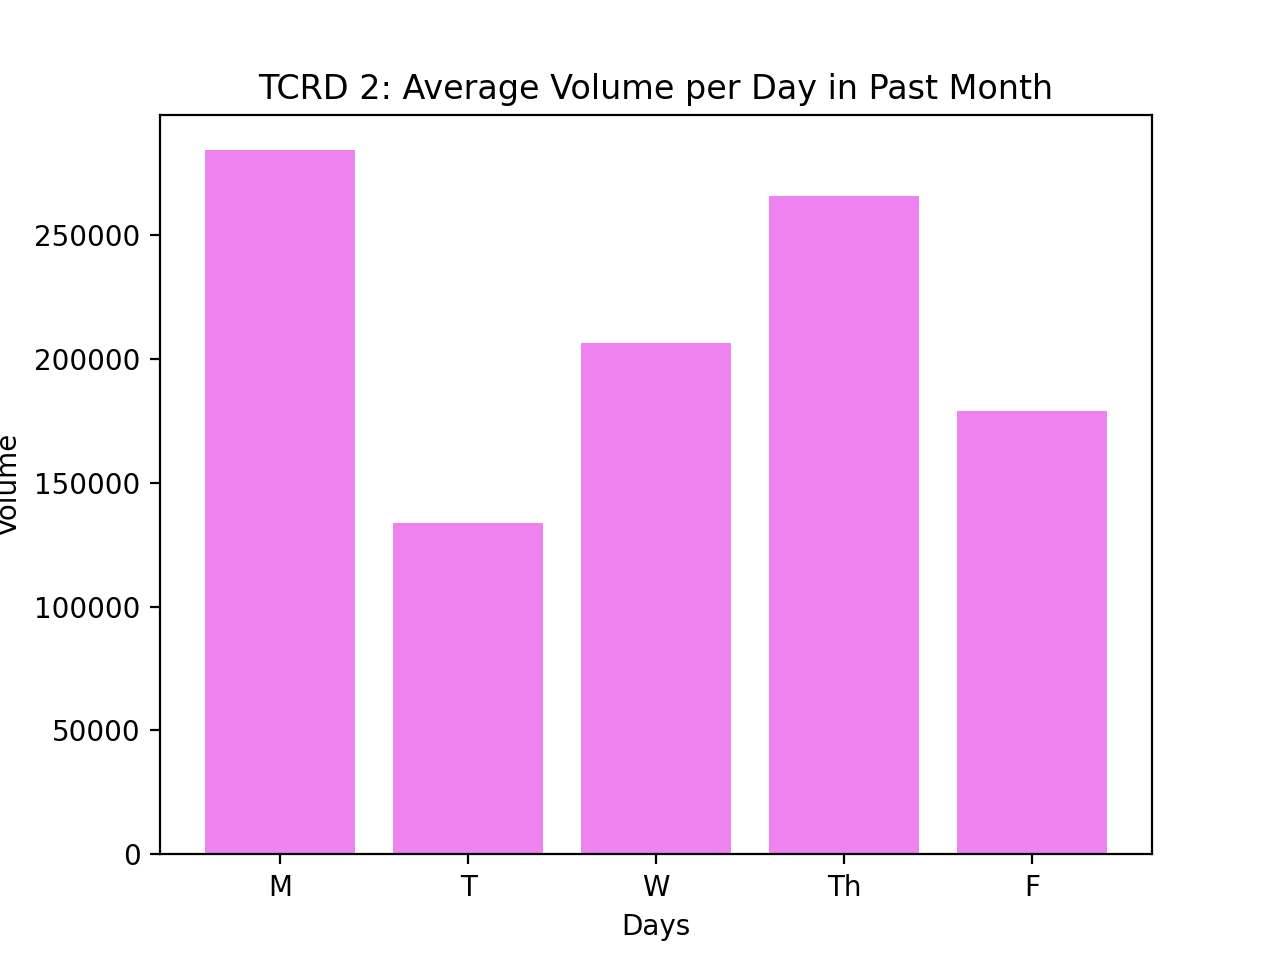 TCRD 2: Average Volume per Day in Past Month
250000
200000
150000
100000
50000
0
Volume
M T W Th F
Days